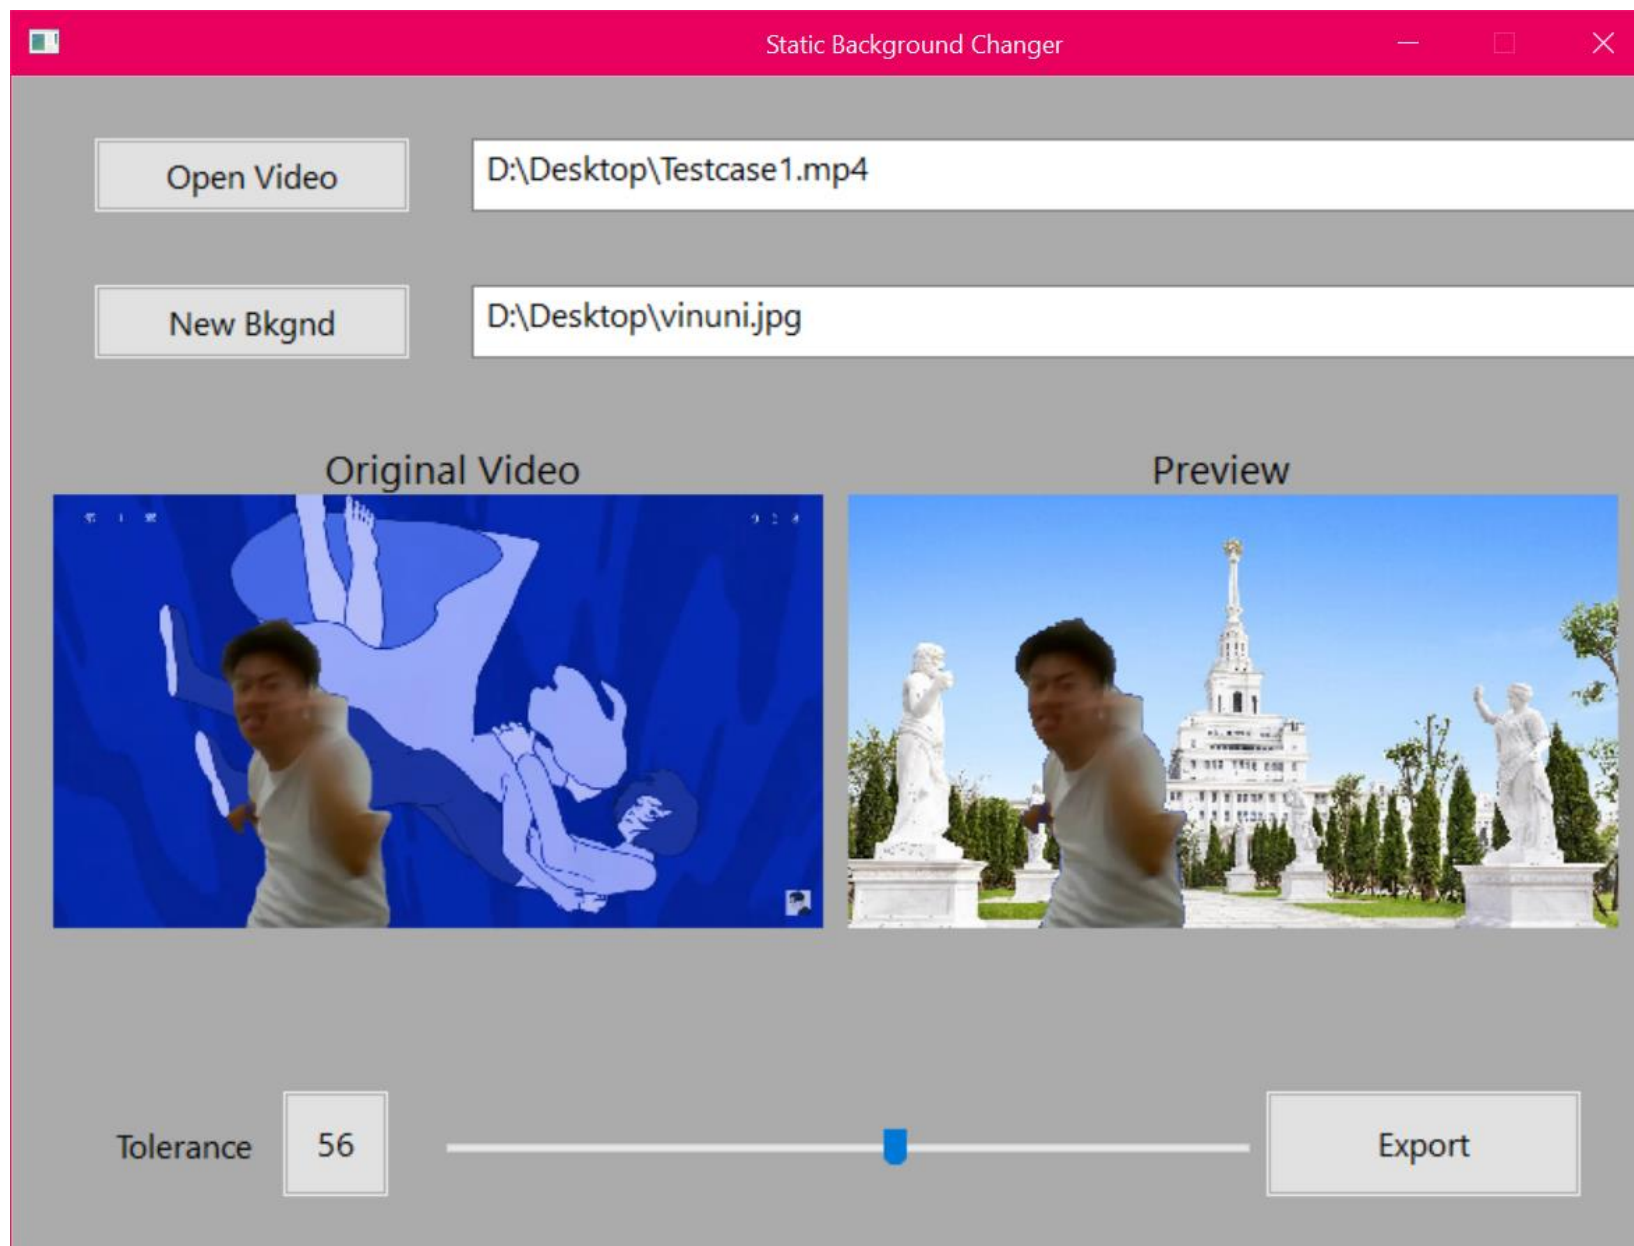 Static Background Changer
Open Video
D:\Desktop\Testcase1.mp4
New Bkgnd
D:\Desktop\vinuni.jpg
Original Video
Preview
Tolerance
56
Export